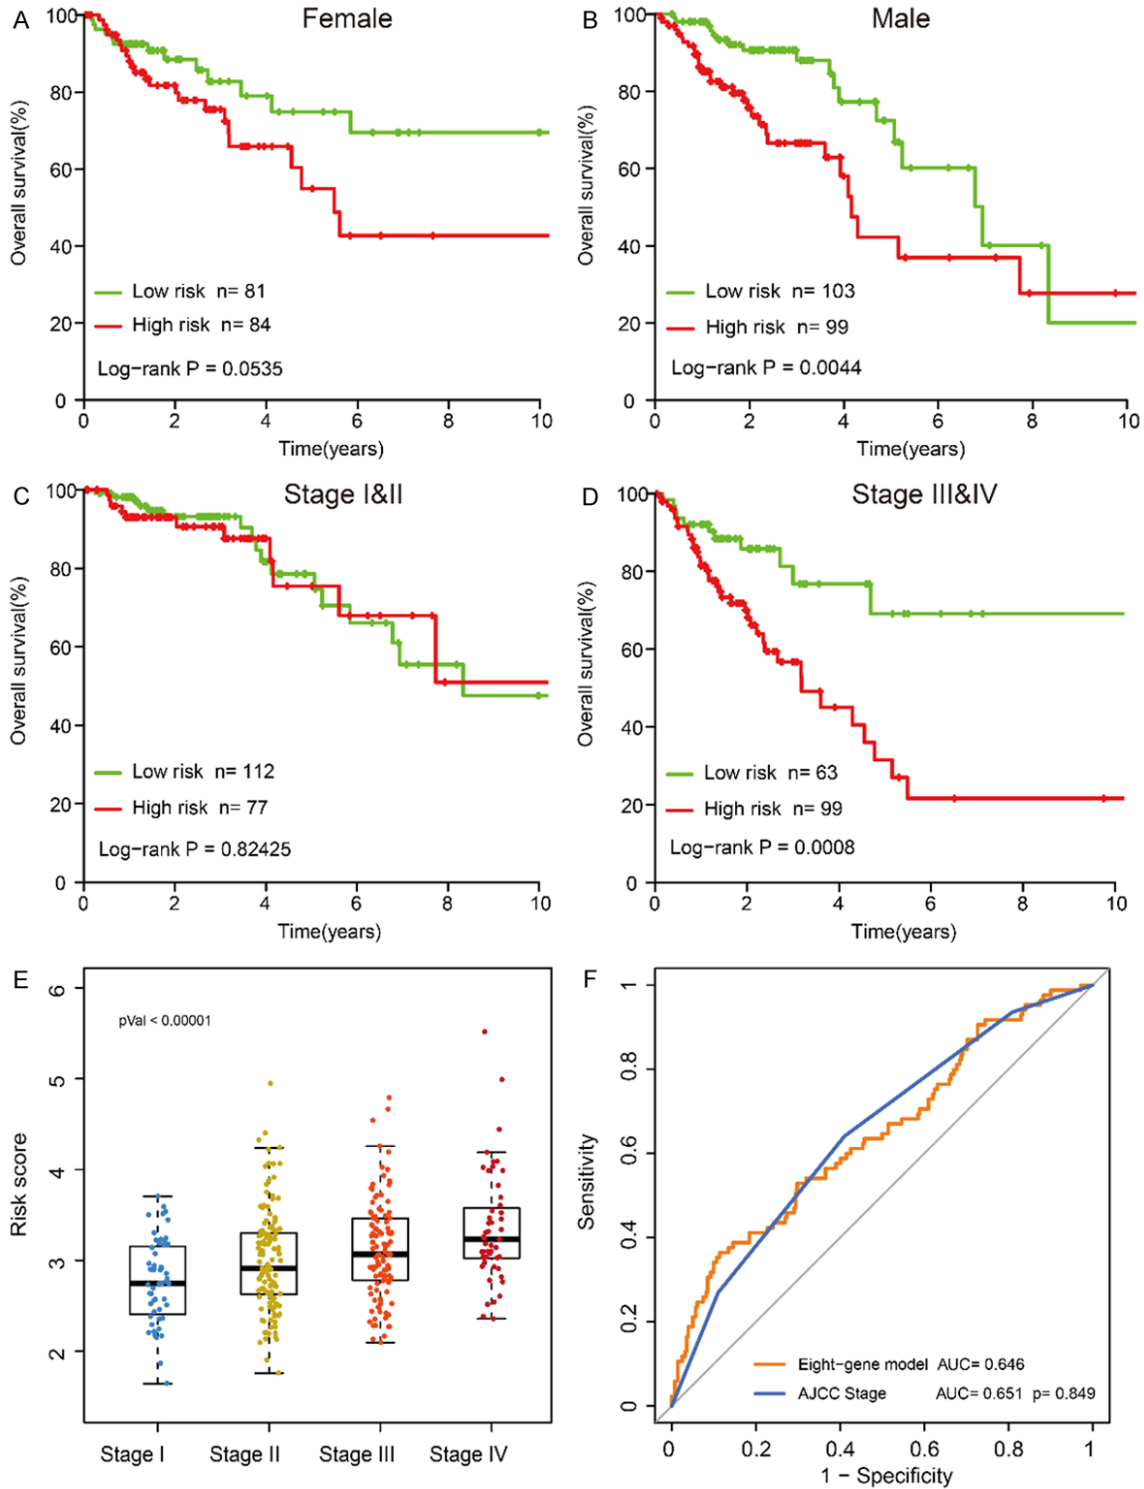 A
Female
Overall survival(%)
100
80
60
40
20
0
Low risk n= 81
High risk n= 84
Log-rank P = 0.0535
0 2 4 6 8 10
Time(years)
B
Male
Overall survival(%)
100
80
60
40
20
0
Low risk n= 103
High risk n= 99
Log-rank P = 0.0044
0 2 4 6 8 10
Time(years)
C
Stage I&II
Overall survival(%)
100
80
60
40
20
0
Low risk n= 112
High risk n= 77
Log-rank P = 0.82425
0 2 4 6 8 10
Time(years)
D
Stage III&IV
Overall survival(%)
100
80
60
40
20
0
Low risk n= 63
High risk n= 99
Log-rank P = 0.0008
0 2 4 6 8 10
Time(years)
E
Risk score
6
5
4
3
2
pVal < 0.00001
Stage I Stage II Stage III Stage IV
F
Sensitivity
1
0.8
0.6
0.4
0.2
0
Eight-gene model AUC= 0.646
AJCC Stage AUC= 0.651 p= 0.849
0 0.2 0.4 0.6 0.8 1
1 - Specificity